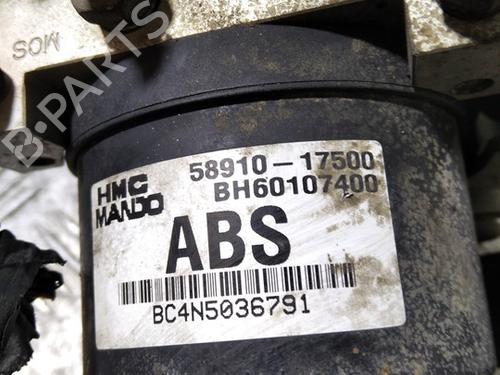 MOS
B-PARTS
HMC
MANDO
58910-17500
BH60107400
ABS
BC4N5036791